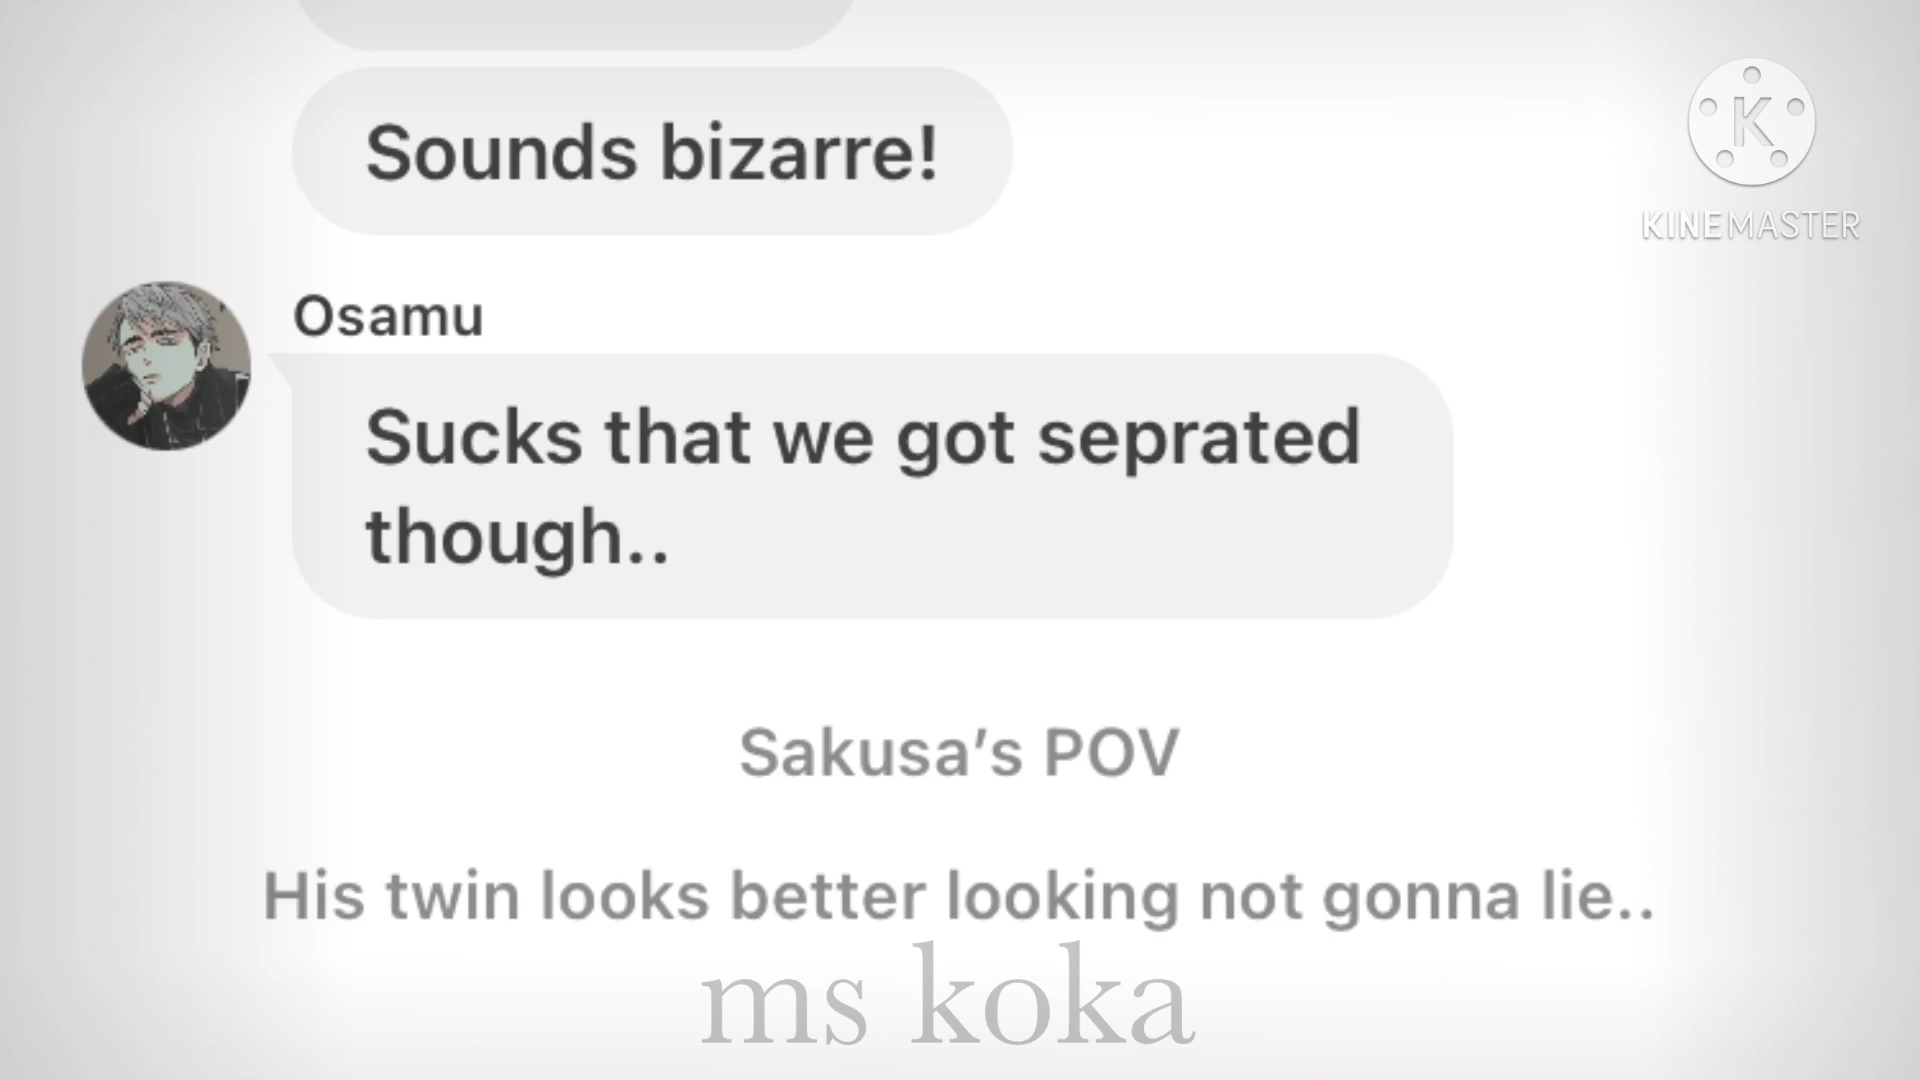 Sounds bizarre!
K
KINEMASTER
Osamu
Sucks that we got seprated
though..
Sakusa’s POV
His twin looks better looking not gonna lie..
ms koka